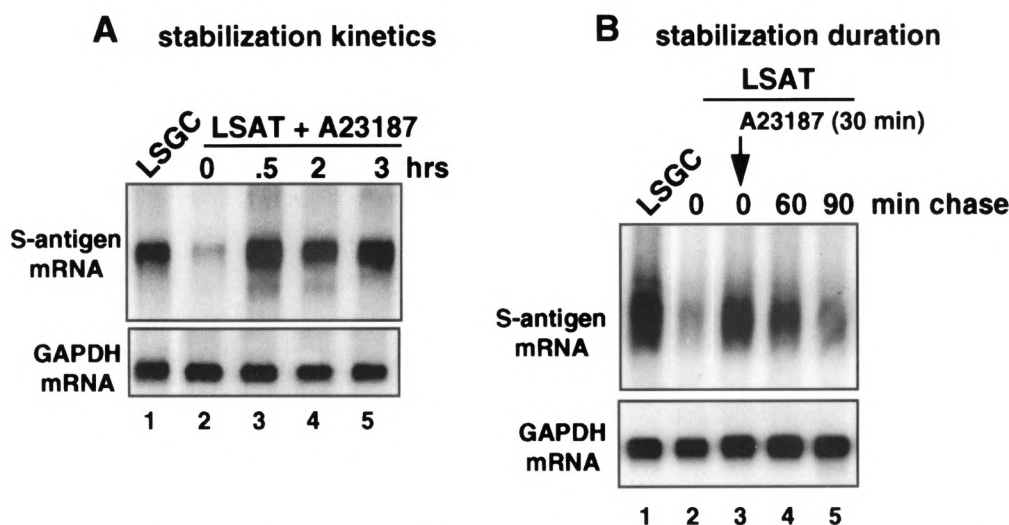 A stabilization kinetics
LSGC
LSAT + A23187
0 .5 2 3 hrs
S-antigen
mRNA
GAPDH
mRNA
1 2 3 4 5
B stabilization duration
LSAT
A23187 (30 min)
LSGC
0 0 60 90 min chase
S-antigen
mRNA
GAPDH
mRNA
1 2 3 4 5